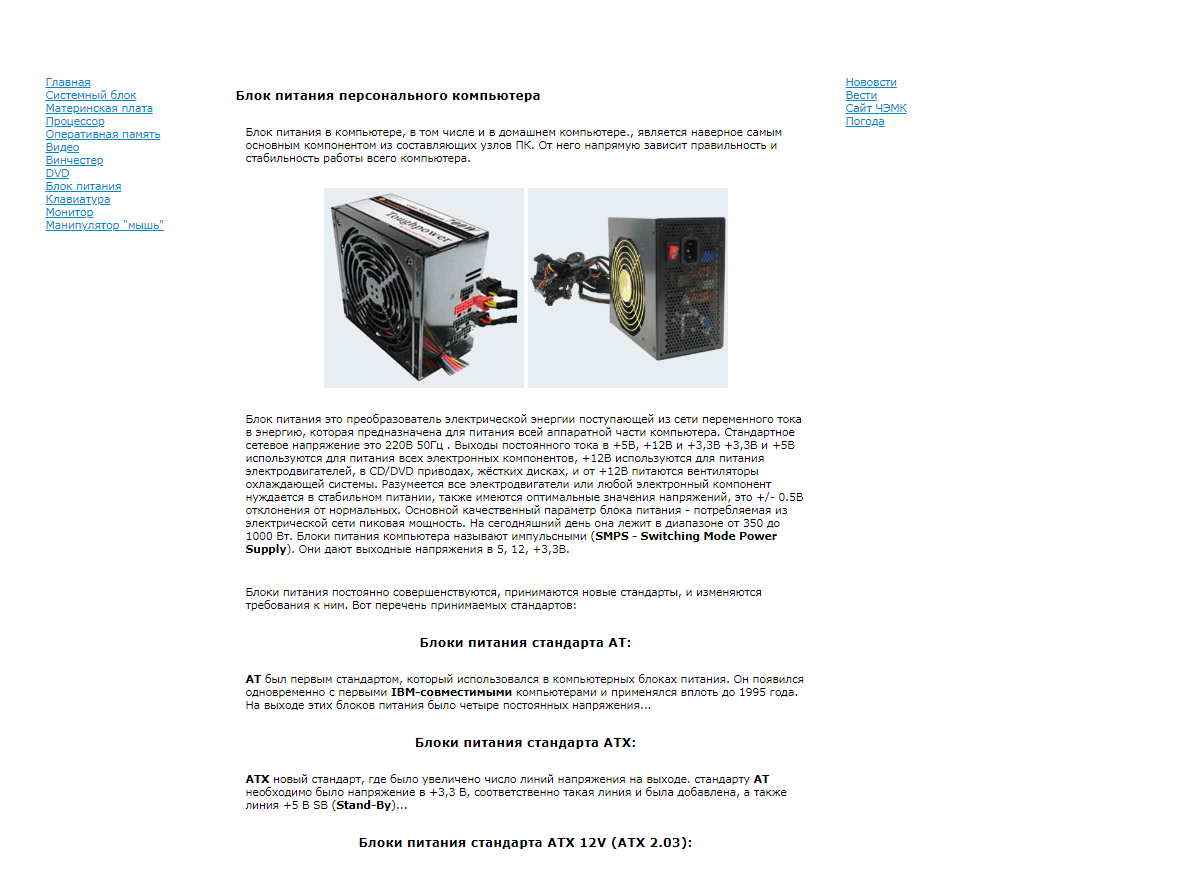 Главная
Системный блок
Материнская плата
Процессор
Оперативная память
Видео
Винчестер
DVD
Блок питания
Клавиатура
Монитор
Манипулятор "мышь"
Блок питания персонального компьютера
Блок питания в компьютере, в том числе и в домашнем компьютере., является наверное самым
основным компонентом из составляющих узлов ПК. От него напрямую зависит правильность и
стабильность работы всего компьютера.
Toughpower
Блок питания это преобразователь электрической энергии поступающей из сети переменного тока
в энергию, которая предназначена для питания всей аппаратной части компьютера. Стандартное
сетевое напряжение это 220В 50Гц . Выходы постоянного тока в +5В, +12В и +3,3В +3,3В и +5В
используются для питания всех электронных компонентов, +12В используются для питания
электродвигателей, в CD/DVD приводах, жёстких дисках, и от +12В питаются вентиляторы
охлаждающей системы. Разумеется все электродвигатели или любой электронный компонент
нуждается в стабильном питании, также имеются оптимальные значения напряжений, это +/- 0.5В
отклонения от нормальных. Основной качественный параметр блока питания - потребляемая из
электрической сети пиковая мощность. На сегодняшний день она лежит в диапазоне от 350 до
1000 Вт. Блоки питания компьютера называют импульсными (SMPS - Switching Mode Power
Supply). Они дают выходные напряжения в 5, 12, +3,3В.
Блоки питания постоянно совершенствуются, принимаются новые стандарты, и изменяются
требования к ним. Вот перечень принимаемых стандартов:
Блоки питания стандарта AT:
AT был первым стандартом, который использовался в компьютерных блоках питания. Он появился
одновременно с первыми IBM-совместимыми компьютерами и применялся вплоть до 1995 года.
На выходе этих блоков питания было четыре постоянных напряжения...
Блоки питания стандарта ATX:
ATX новый стандарт, где было увеличено число линий напряжения на выходе. стандарту AT
необходимо было напряжение в +3,3 В, соответственно такая линия и была добавлена, а также
линия +5 В SB (Stand-By)...
Блоки питания стандарта ATX 12V (ATX 2.03):
Нововсти
Вести
Сайт ЧЭМК
Погода